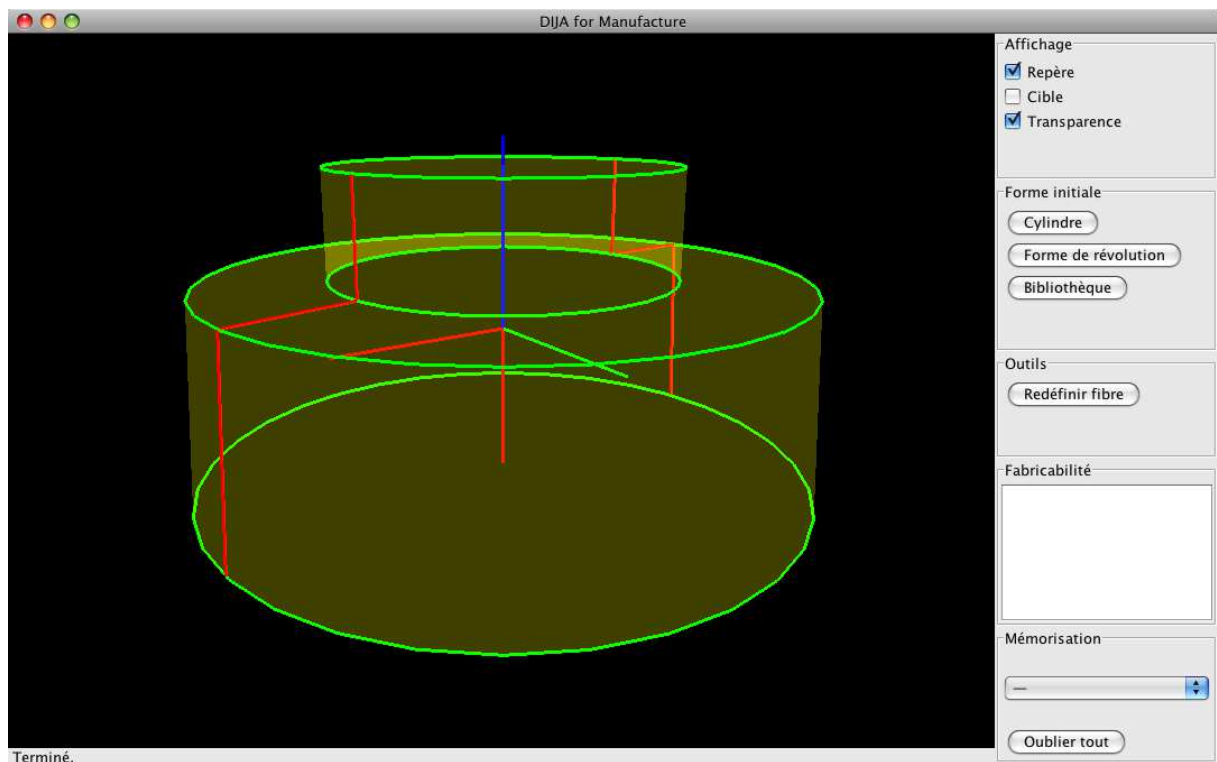 DIJA for Manufacture
Affichage
Repère
Cible
Transparence
Forme initiale
Cylindre
Forme de révolution
Bibliothèque
Outils
Redéfinir fibre
Fabricabilité
Mémorisation
—
Oublier tout
Terminé.